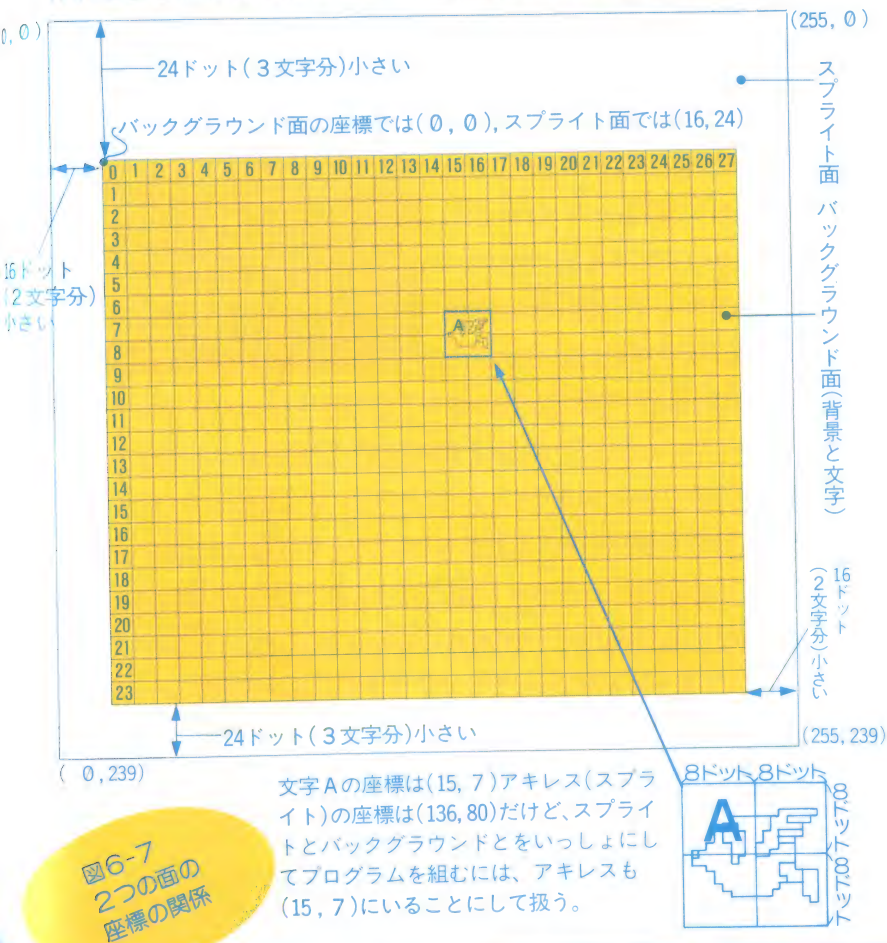 0,0)
(255, 0)
24ドット(3文字分)小さい
バックグラウンド面の座標では(0,0),スプライト面では(16,24)
スプライト面
バックグラウンド面(背景と文字)
0 1 2 3 4 5 6 7 8 9 10 11 12 13 14 15 16 17 18 19 20 21 22 23 24 25 26 27
1
2
3
4
5
6
7
8
9
10
11
12
13
14
15
16
17
18
19
20
21
22
23
A
16ドット
(2文字分)
小さい
16ドット
(2文字分)小さい
24ドット(3文字分)小さい
(255,239)
( 0,239)
文字Aの座標は(15, 7)アキレス(スプラ
イト)の座標は(136,80)だけど、スプライ
トとバックグラウンドとをいっしょにし
てプログラムを組むには、アキレスも
(15, 7)にいることにして扱う。
8ドット 8ドット
A
8ドット
8ドット
図6-7
2つの面の
座標の関係